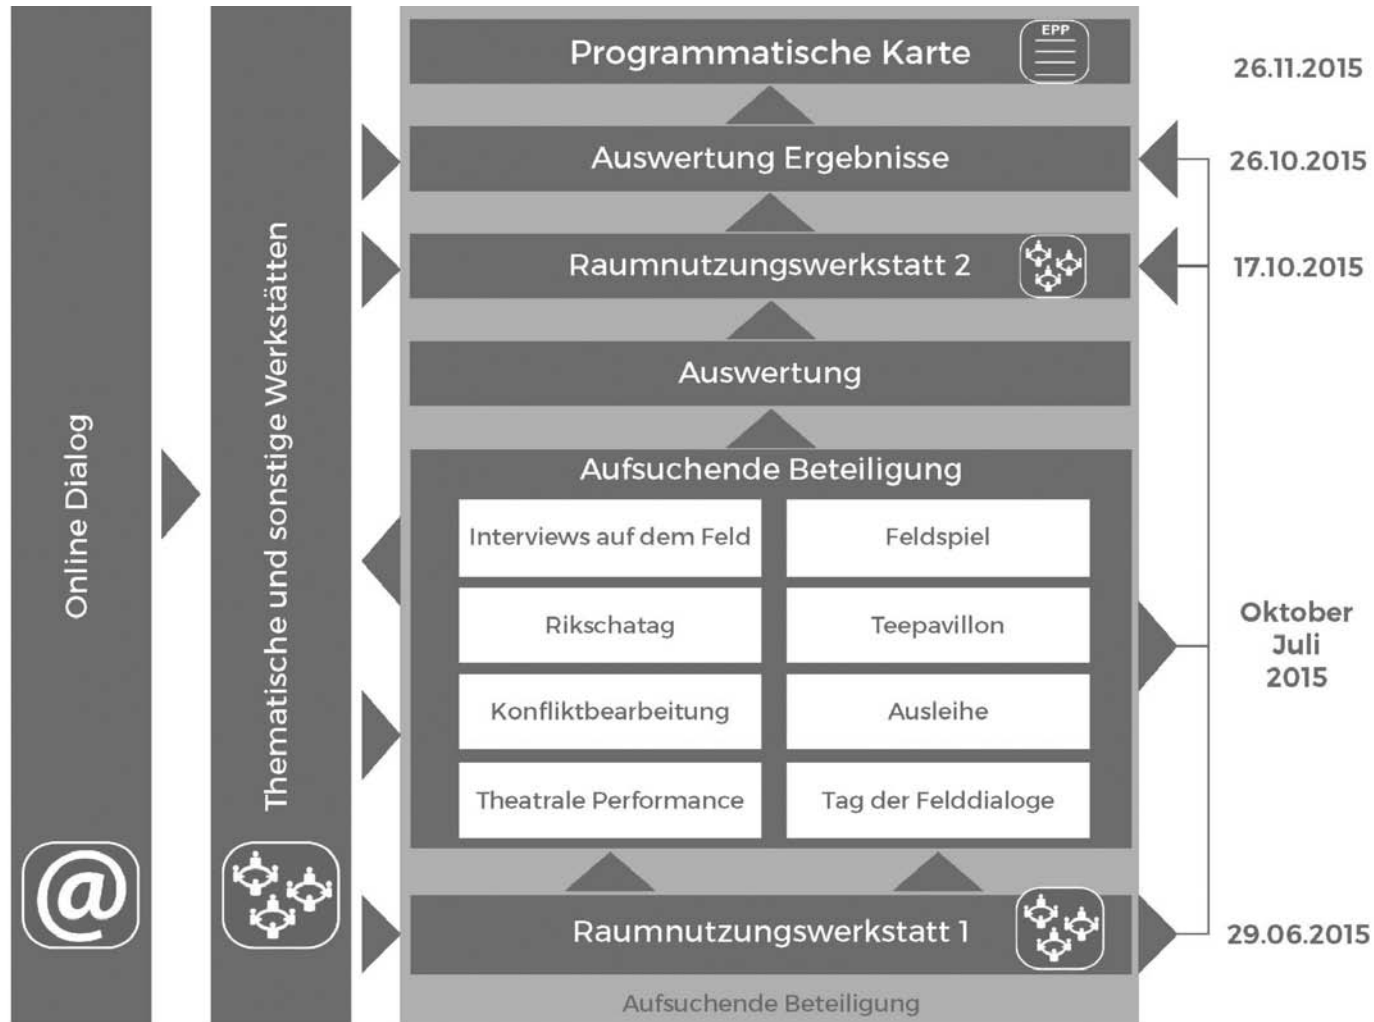 Online Dialog
@
Thematische und sonstige Werkstätten
Programmatische Karte
EPP
26.11.2015
Auswertung Ergebnisse
26.10.2015
Raumnutzungswerkstatt 2
17.10.2015
Auswertung
Aufsuchende Beteiligung
Interviews auf dem Feld
Feldspiel
Rikschatag
Teepavillon
Konfliktbearbeitung
Ausleihe
Theatrale Performance
Tag der Felddialoge
Oktober
Juli
2015
Raumnutzungswerkstatt 1
29.06.2015
Aufsuchende Beteiligung